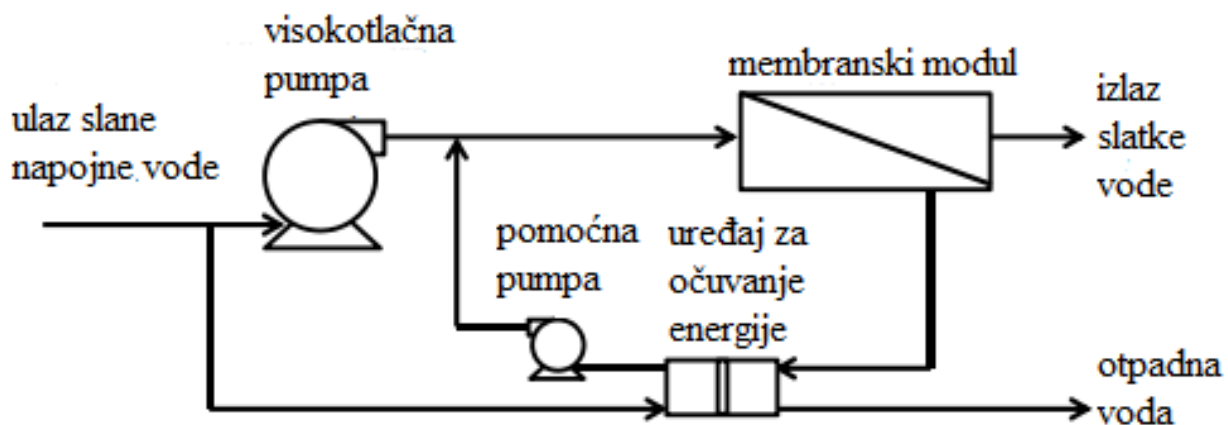 visokotlačna
pumpa
membranski modul
izlaz
slatke
vode
ulaz slane
napojne vode
pomoćna
pumpa
uređaj za
očuvanje
energije
otpadna
voda